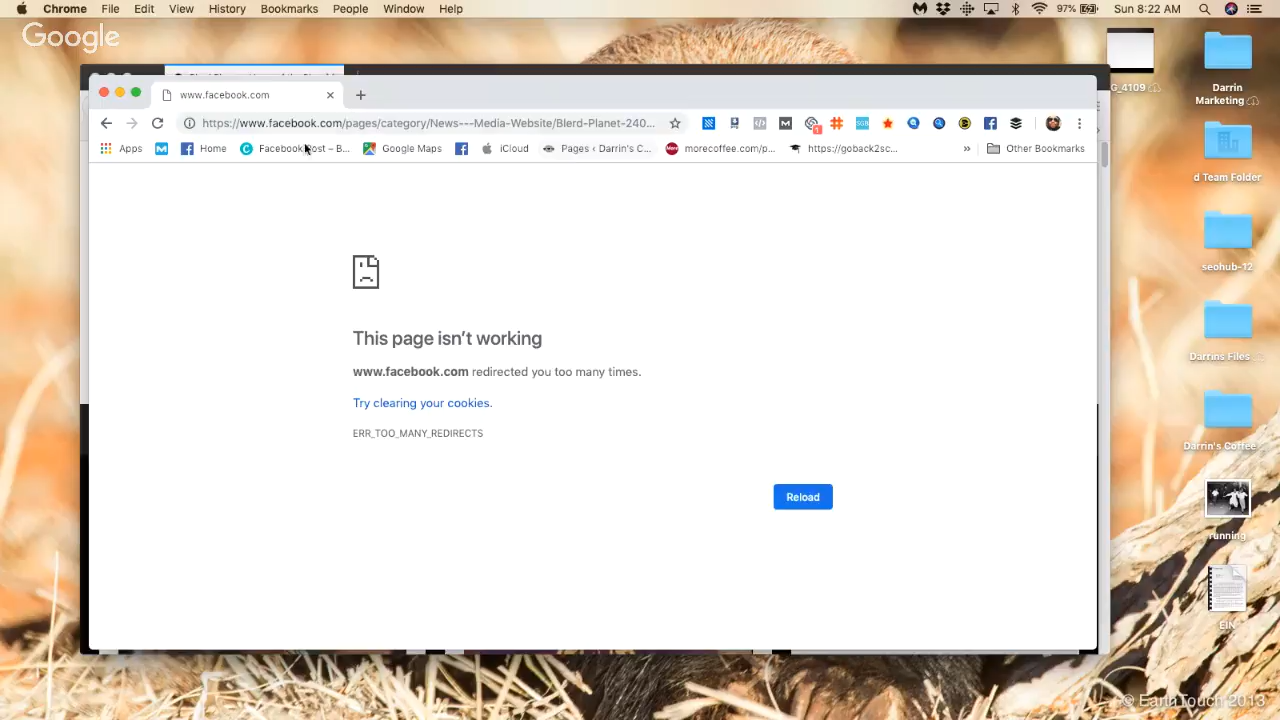 Chrome File Edit View History Bookmarks People Window Help 97% Sun 8:22 AM
Google
www.facebook.com
https://www.facebook.com/pages/category/News---Media-Website/Blerd-Planet-240...
Apps Home Facebook Post – B... Google Maps iCloud Pages ‹ Darrin's C... morecoffee.com/p... https://goback2sc... » Other Bookmarks
This page isn't working
www.facebook.com redirected you too many times.
Try clearing your cookies.
ERR_TOO_MANY_REDIRECTS
Reload
G_4109
Darrin
Marketing
d Team Folder
seohub-12
Darrins Files
Darrin's Coffee
running
EIN
© EarthTouch 2013